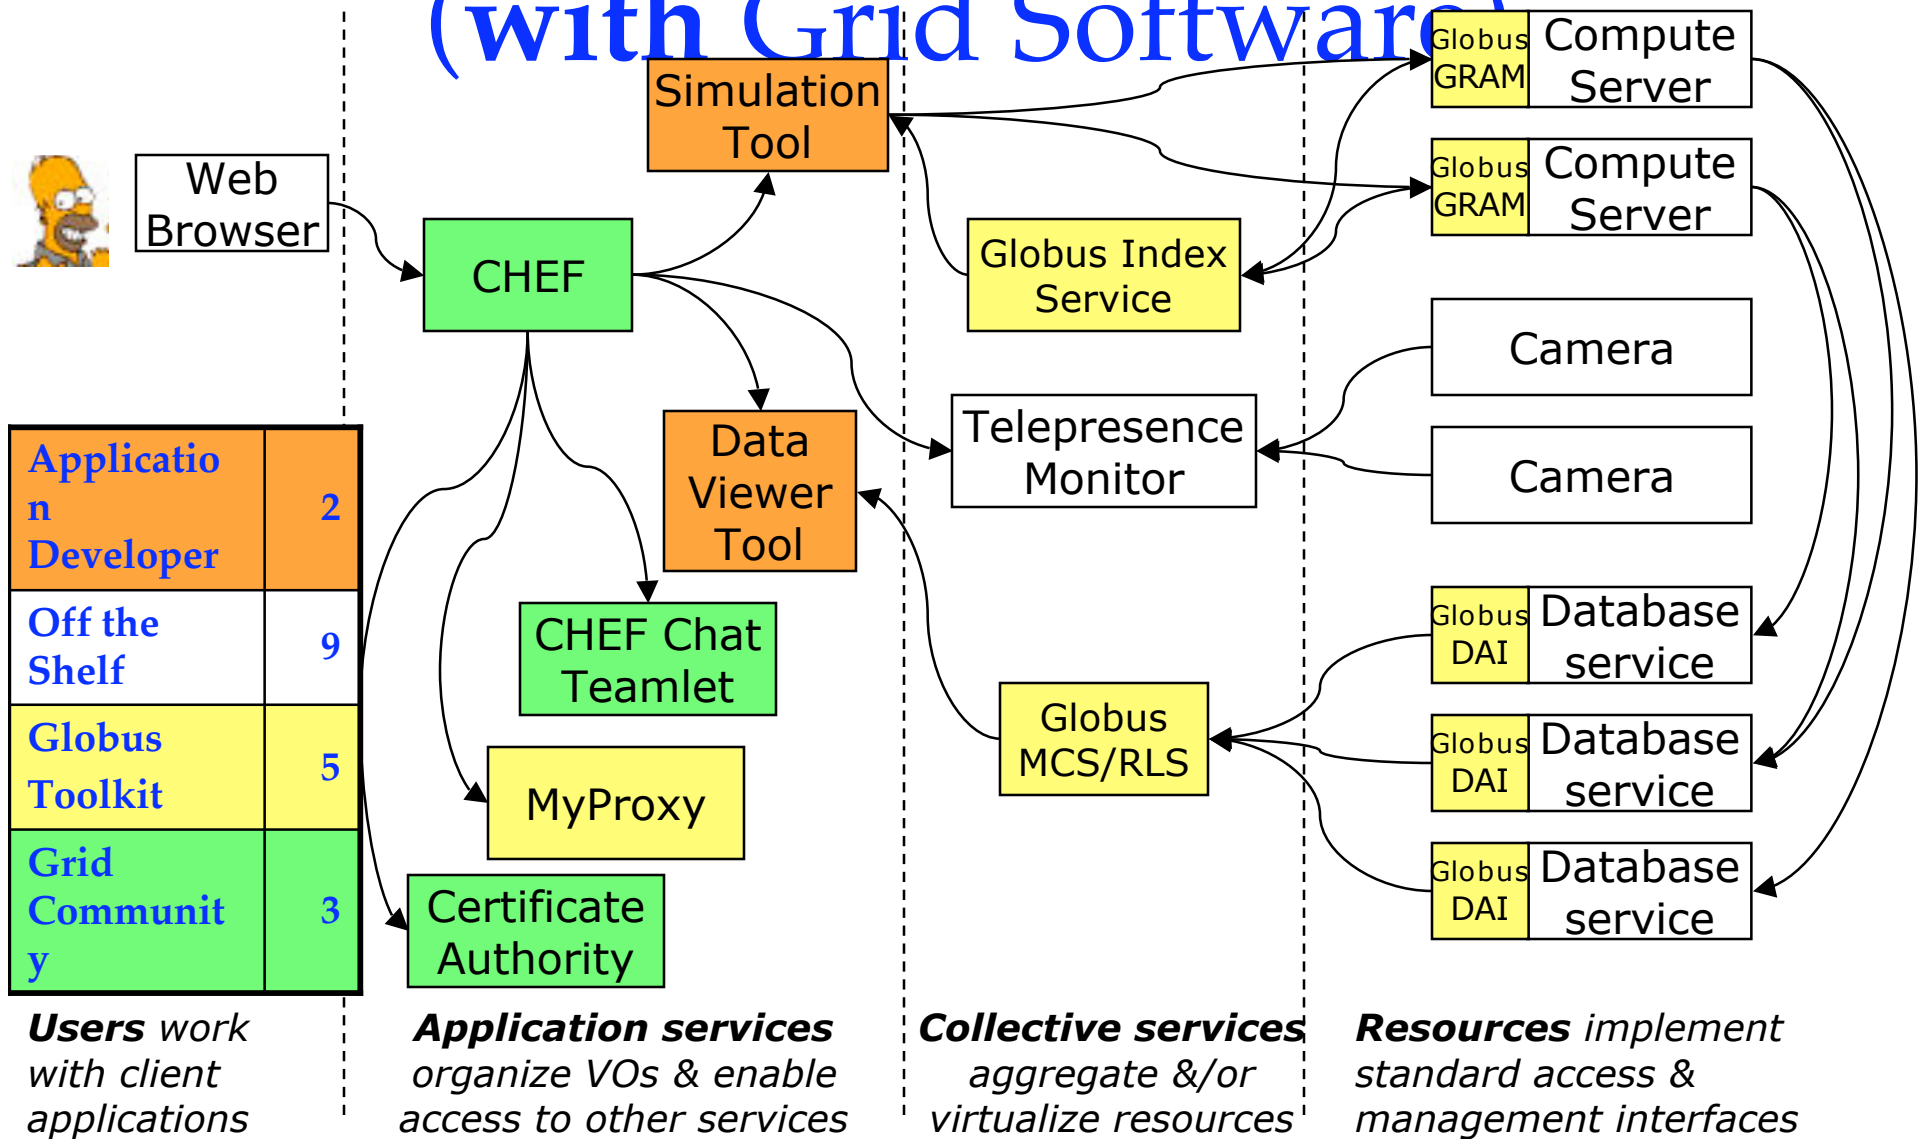 (with Grid Software)
Simulation
Tool
Globus
GRAM
Compute
Server
Web
Browser
Globus
GRAM
Compute
Server
CHEF
Globus Index
Service
Camera
Data
Viewer
Tool
Telepresence
Monitor
Camera
Applicatio
n
Developer
2
Off the
Shelf
9
Globus
Toolkit
5
Grid
Communit
y
3
CHEF Chat
Teamlet
Globus
DAI
Database
service
Globus
MCS/RLS
Globus
DAI
Database
service
MyProxy
Globus
DAI
Database
service
Certificate
Authority
Users work
with client
applications
Application services
organize VOs & enable
access to other services
Collective services
aggregate &/or
virtualize resources
Resources implement
standard access &
management interfaces